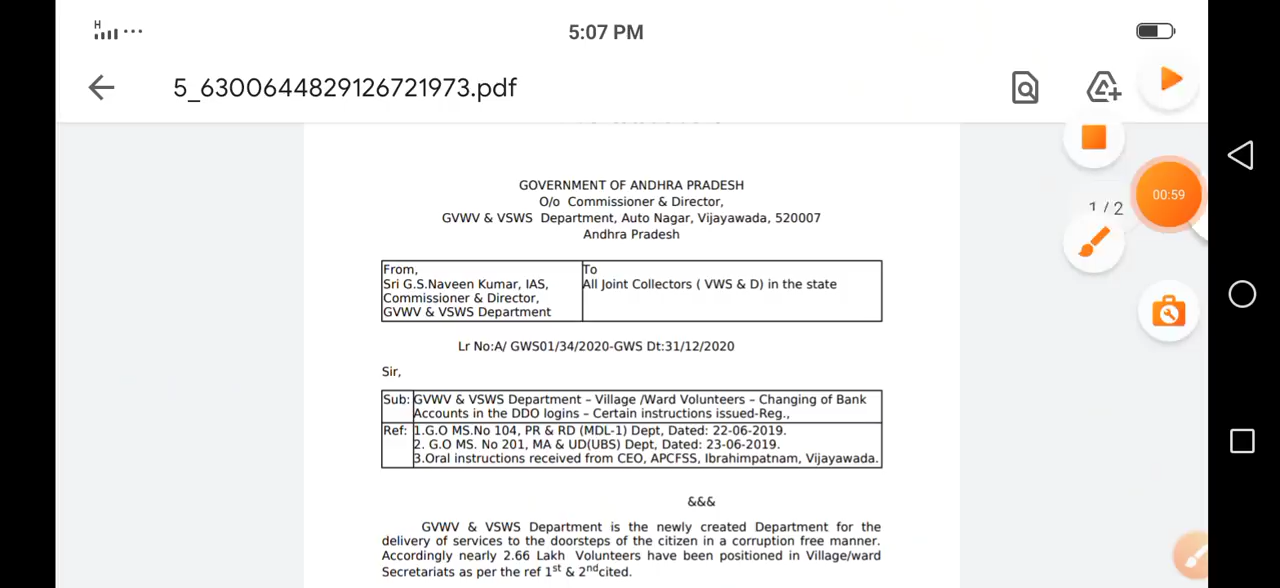 H
5:07 PM
5_6300644829126721973.pdf
00:59
1 / 2
GOVERNMENT OF ANDHRA PRADESH
O/o Commissioner & Director,
GVWV & VSWS Department, Auto Nagar, Vijayawada, 520007
Andhra Pradesh
From,
Sri G.S.Naveen Kumar, IAS,
Commissioner & Director,
GVWV & VSWS Department
To
All Joint Collectors ( VWS & D) in the state
Lr No:A/ GWS01/34/2020-GWS Dt:31/12/2020
Sir,
Sub: GVWV & VSWS Department – Village /Ward Volunteers – Changing of Bank
Accounts in the DDO logins – Certain instructions issued-Reg.,
Ref: 1.G.O MS.No 104, PR & RD (MDL-1) Dept, Dated: 22-06-2019.
2. G.O MS. No 201, MA & UD(UBS) Dept, Dated: 23-06-2019.
3.Oral instructions received from CEO, APCFSS, Ibrahimpatnam, Vijayawada.
&&&
GVWV & VSWS Department is the newly created Department for the
delivery of services to the doorsteps of the citizen in a corruption free manner.
Accordingly nearly 2.66 Lakh Volunteers have been positioned in Village/ward
Secretariats as per the ref 1st & 2ndcited.